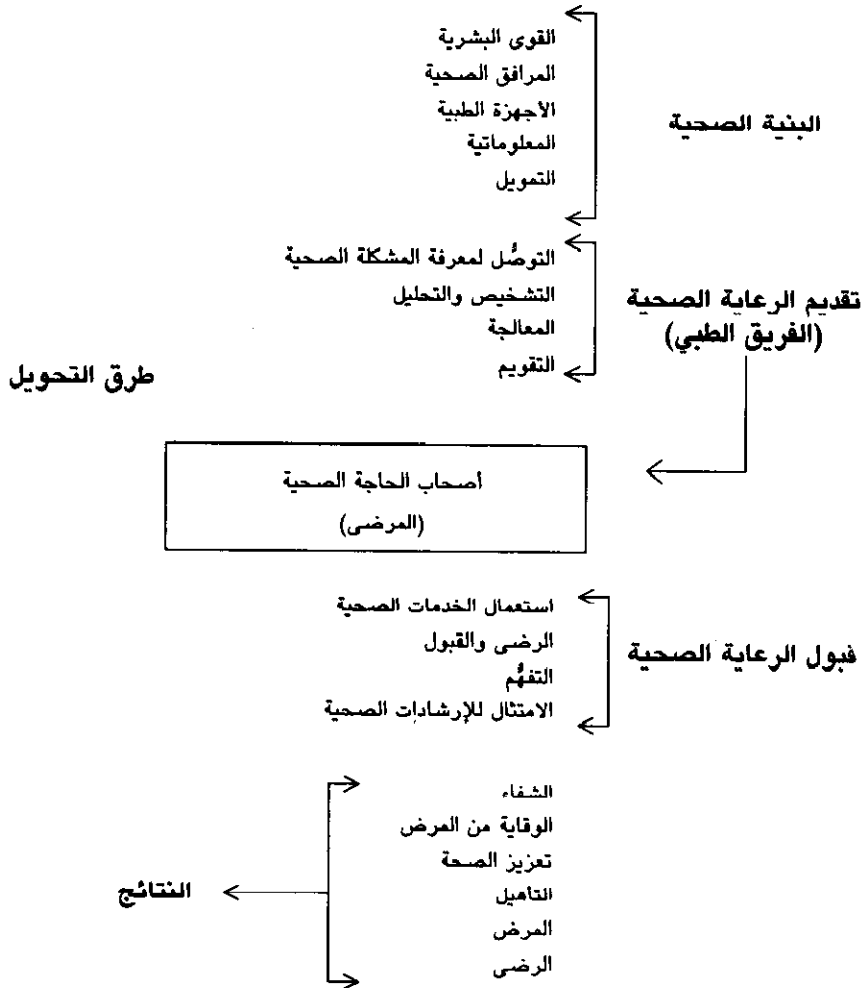 البنية الصحية
القوى البشرية
المرافق الصحية
الأجهزة الطبية
المعلوماتية
التمويل
تقديم الرعاية الصحية
(الفريق الطبي)
التوصُّل لمعرفة المشكلة الصحية
التشخيص والتحليل
المعالجة
التقويم
طرق التحويل
أصحاب الحاجة الصحية
(المرضى)
قبول الرعاية الصحية
استعمال الخدمات الصحية
الرضى والقبول
التفهُّم
الامتثال للإرشادات الصحية
الشفاء
الوقاية من المرض
تعزيز الصحة
التأهيل
المرض
الرضى
النتائج